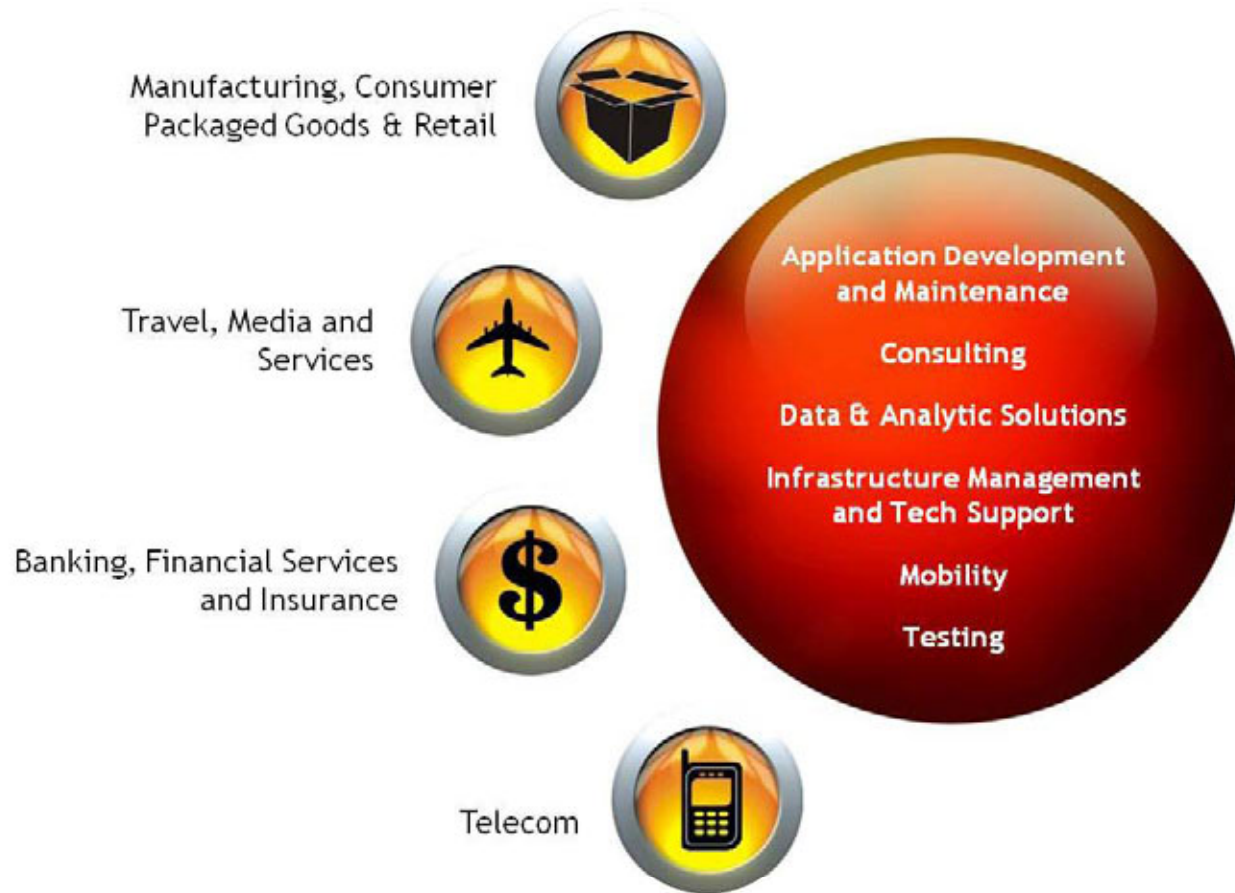 Manufacturing, Consumer
Packaged Goods & Retail
Travel, Media and
Services
Banking, Financial Services
and Insurance
Telecom
Application Development
and Maintenance
Consulting
Data & Analytic Solutions
Infrastructure Management
and Tech Support
Mobility
Testing